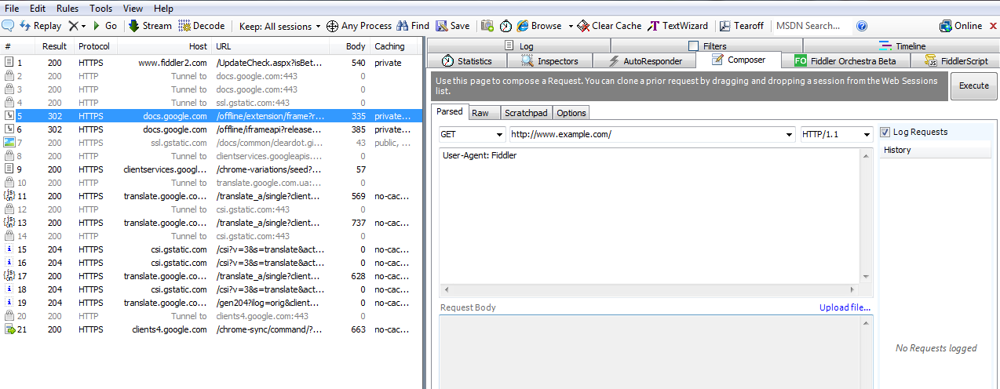 File Edit Rules Tools View Help
Replay Go Stream Decode Keep: All sessions Any Process Find Save Browse Clear Cache TextWizard Tearoff MSDN Search... Online
# Result Protocol Host URL Body Caching
1 200 HTTPS www.fiddler2.com /UpdateCheck.aspx?isBet... 540 private
2 200 HTTP Tunnel to docs.google.com:443 0
3 200 HTTP Tunnel to docs.google.com:443 0
4 200 HTTP Tunnel to ssl.gstatic.com:443 0
5 302 HTTPS docs.google.com /offline/extension/frame?r... 335 private...
6 302 HTTPS docs.google.com /offline/iframeapi?release... 385 private...
7 200 HTTPS ssl.gstatic.com /docs/common/cleardot.gi... 43 public, ...
8 200 HTTP Tunnel to clientservices.googleapis.... 0
9 200 HTTPS clientservices.googl... /chrome-variations/seed?... 57
10 200 HTTP Tunnel to translate.google.com.ua:... 0
11 200 HTTPS translate.google.co... /translate_a/single?client... 569 no-cac...
12 200 HTTP Tunnel to csi.gstatic.com:443 0
13 200 HTTPS translate.google.co... /translate_a/single?client... 737 no-cac...
14 200 HTTP Tunnel to csi.gstatic.com:443 0
15 204 HTTPS csi.gstatic.com /csi?v=3&s=translate&act... 0 no-cac...
16 204 HTTPS csi.gstatic.com /csi?v=3&s=translate&act... 0 no-cac...
17 200 HTTPS translate.google.co... /translate_a/single?client... 628 no-cac...
18 204 HTTPS csi.gstatic.com /csi?v=3&s=translate&act... 0 no-cac...
19 204 HTTPS translate.google.co... /gen204?ilog=orig&client... 0 no-cac...
20 200 HTTP Tunnel to clients4.google.com:443 0
21 200 HTTPS clients4.google.com /chrome-sync/command/?... 663 no-cac...
Log Filters Timeline
Statistics Inspectors AutoResponder Composer FO Fiddler Orchestra Beta FiddlerScript
Use this page to compose a Request. You can clone a prior request by dragging and dropping a session from the Web Sessions
list.
Execute
Parsed Raw Scratchpad Options
GET http://www.example.com/ HTTP/1.1 Log Requests
User-Agent: Fiddler
History
Request Body Upload file...
No Requests logged